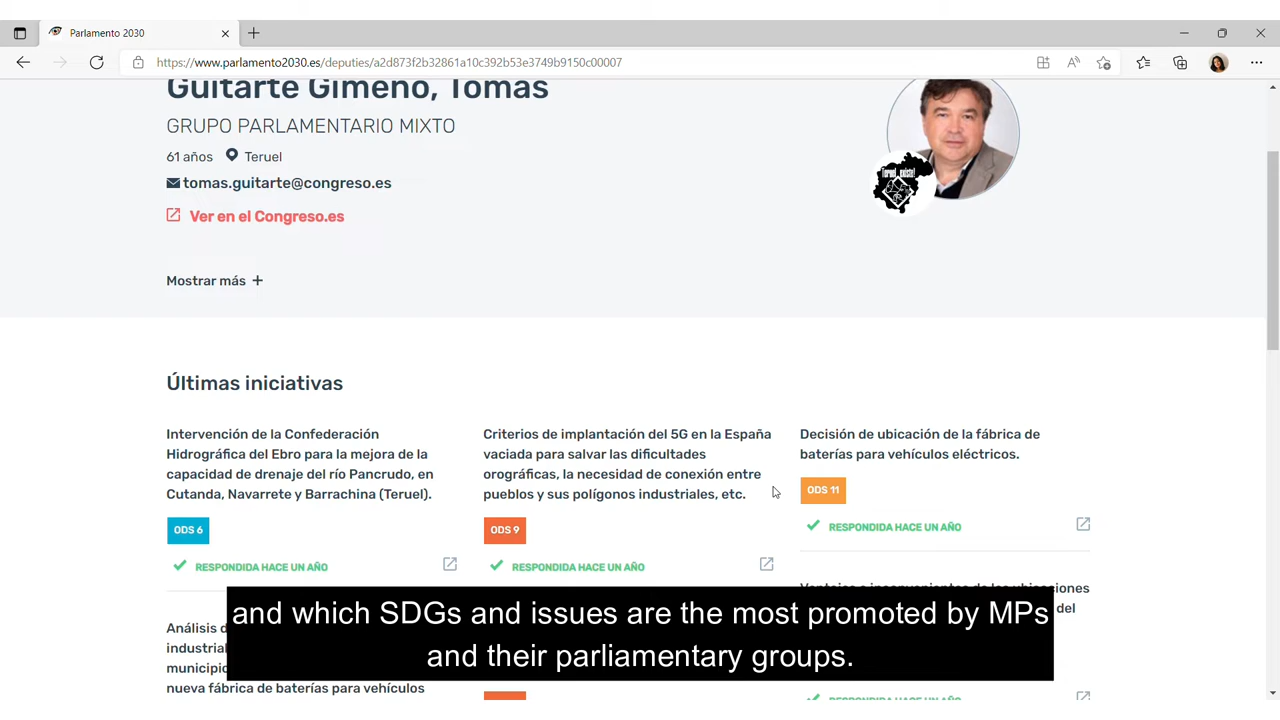 Parlamento 2030
https://www.parlamento2030.es/deputies/a2d873f2b32861a10c392b53e3749b9150c00007
Guitarte Gimeno, Tomás
GRUPO PARLAMENTARIO MIXTO
61 años Teruel
tomas.guitarte@congreso.es
Ver en el Congreso.es
Teruel existe!
Mostrar más +
Últimas iniciativas
Intervención de la Confederación
Hidrográfica del Ebro para la mejora de la
capacidad de drenaje del río Pancrudo, en
Cutanda, Navarrete y Barrachina (Teruel).
ODS 6
RESPONDIDA HACE UN AÑO
Criterios de implantación del 5G en la España
vaciada para salvar las dificultades
orográficas, la necesidad de conexión entre
pueblos y sus polígonos industriales, etc.
ODS 9
RESPONDIDA HACE UN AÑO
Decisión de ubicación de la fábrica de
baterías para vehículos eléctricos.
ODS 11
RESPONDIDA HACE UN AÑO
Análisis d
industrial
municipio
nueva fábrica de baterías para vehículos
ciones
del
and which SDGs and issues are the most promoted by MPs
and their parliamentary groups.